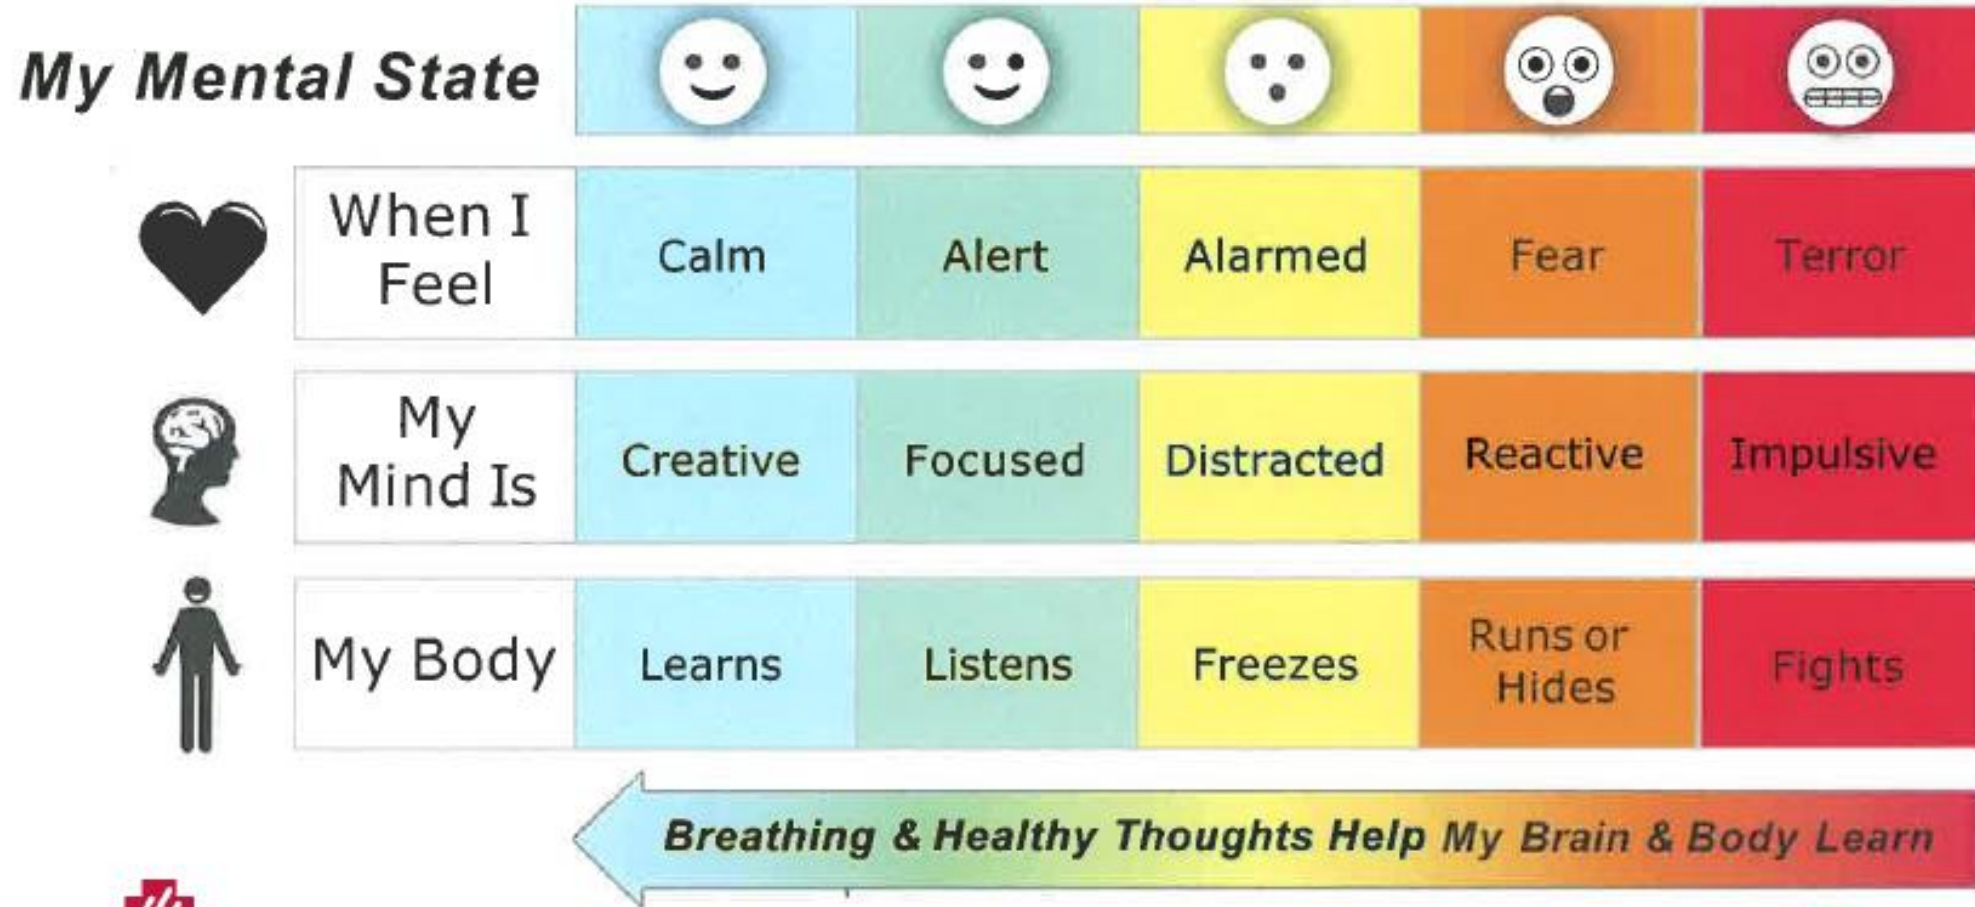 My Mental State
When I
Feel
Calm
Alert
Alarmed
Fear
Terror
My
Mind Is
Creative
Focused
Distracted
Reactive
Impulsive
My Body
Learns
Listens
Freezes
Runs or
Hides
Fights
Breathing & Healthy Thoughts Help My Brain & Body Learn